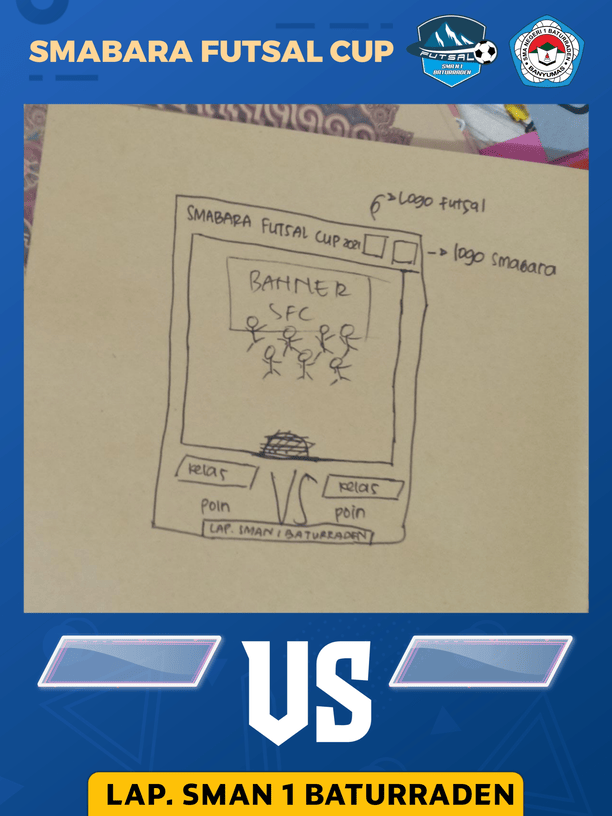 SMABARA FUTSAL CUP
FUTSAL
SMA N 1
BATURRADEN
SMA NEGERI 1 BATURRADEN
BANYUMAS
Logo Futsal
SMABARA FUTSAL CUP 2021
logo smabara
BANNER
SFC
kelas VS kelas
poin poin
LAP. SMAN 1 BATURRADEN
VS
LAP. SMAN 1 BATURRADEN